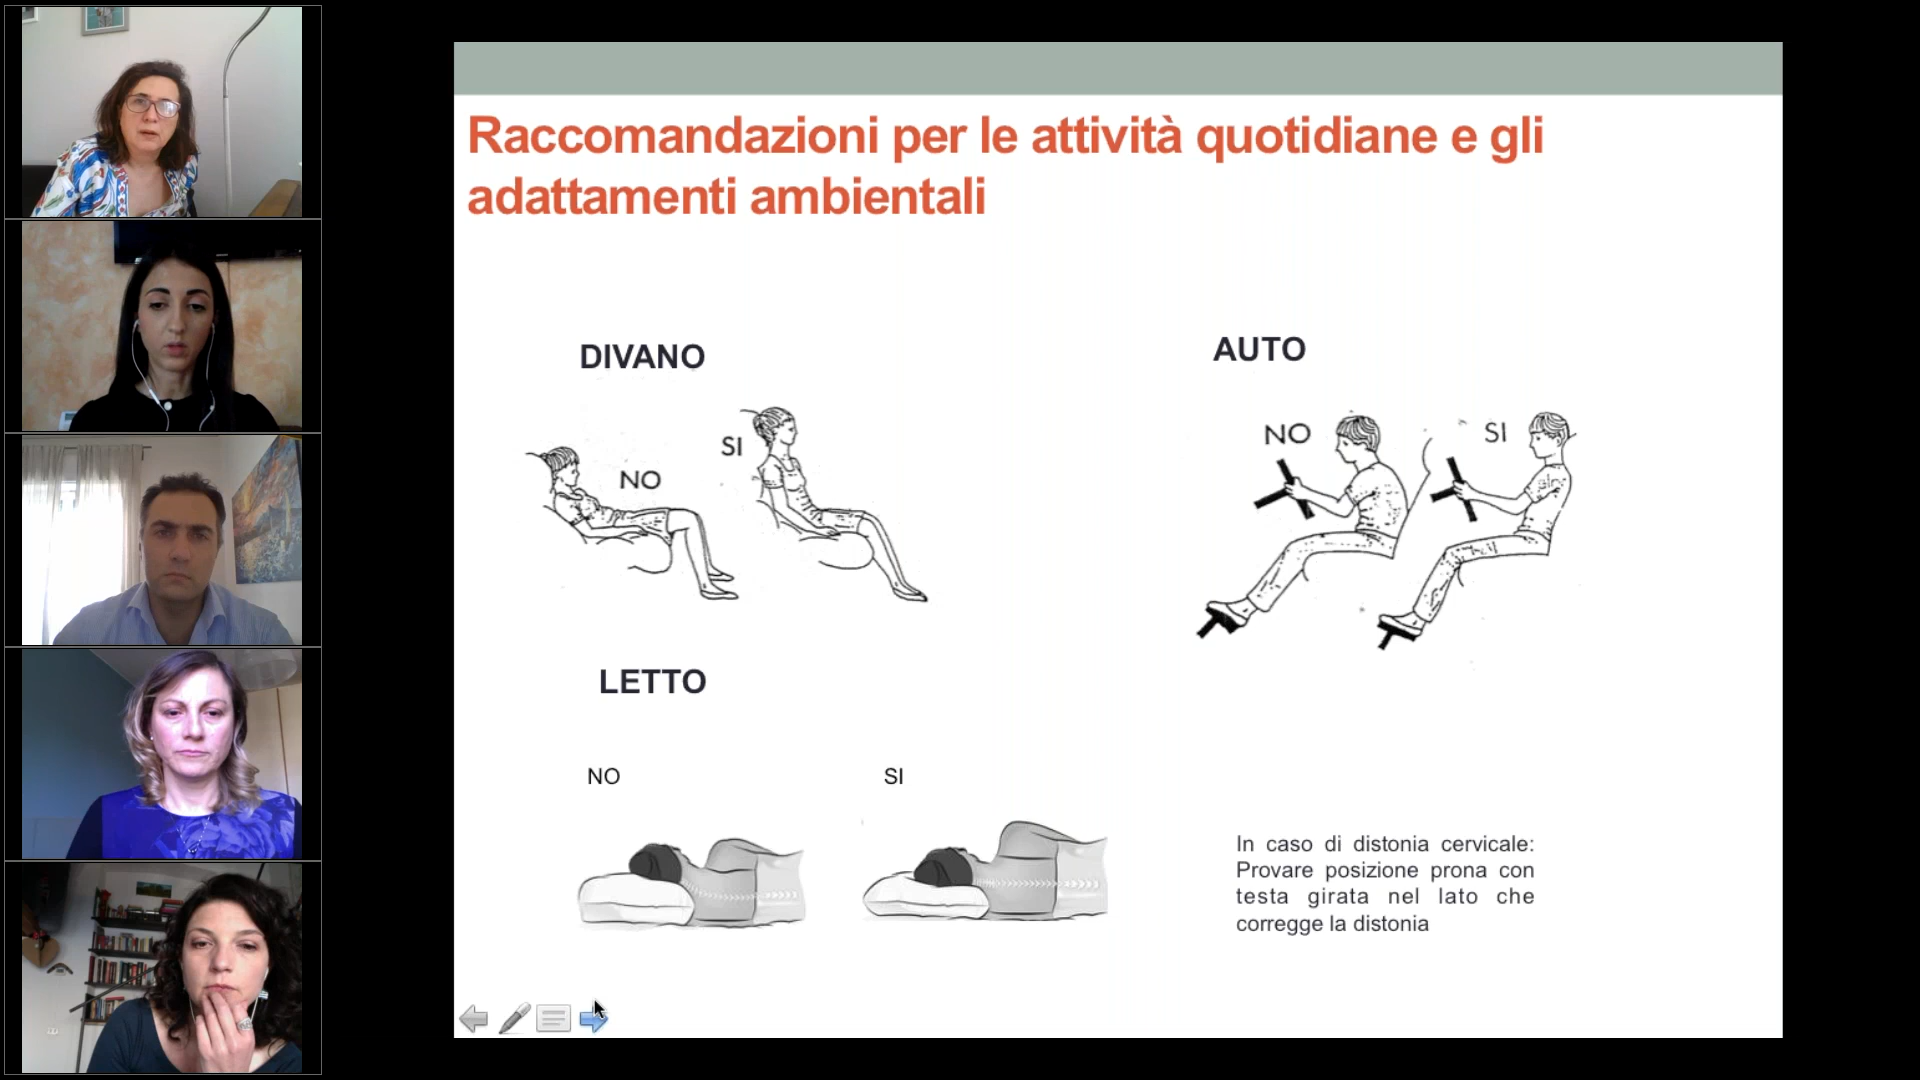 Raccomandazioni per le attività quotidiane e gli
adattamenti ambientali
DIVANO
NO
SI
AUTO
NO
SI
LETTO
NO
SI
In caso di distonia cervicale:
Provare posizione prona con
testa girata nel lato che
corregge la distonia